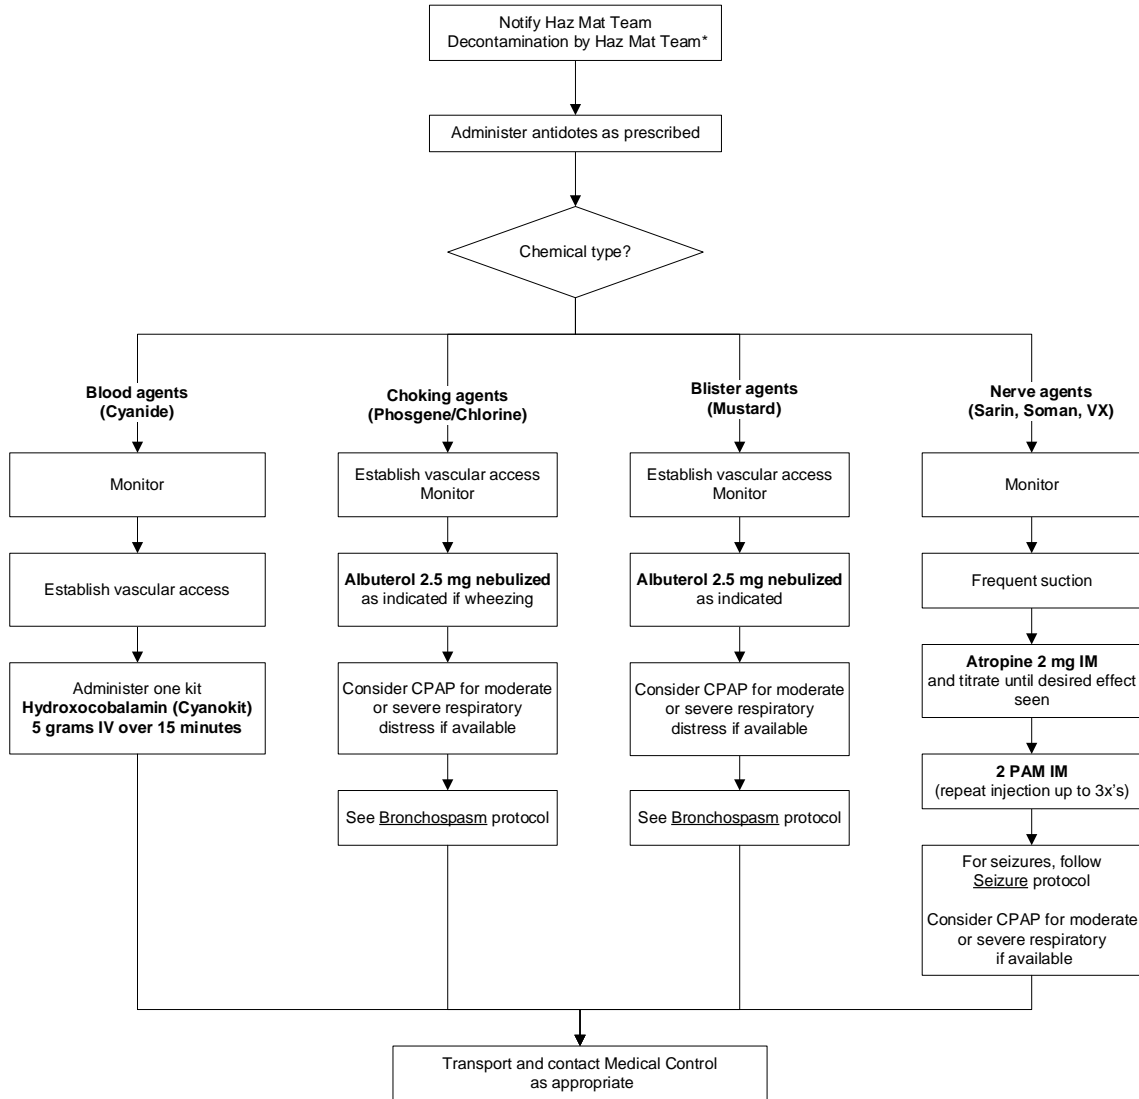 Notify Haz Mat Team
Decontamination by Haz Mat Team*
Administer antidotes as prescribed
Chemical type?
Blood agents
(Cyanide)
Monitor
Establish vascular access
Administer one kit
Hydroxocobalamin (Cyanokit)
5 grams IV over 15 minutes
Choking agents
(Phosgene/Chlorine)
Establish vascular access
Monitor
Albuterol 2.5 mg nebulized
as indicated if wheezing
Consider CPAP for moderate
or severe respiratory
distress if available
See Bronchospasm protocol
Blister agents
(Mustard)
Establish vascular access
Monitor
Albuterol 2.5 mg nebulized
as indicated
Consider CPAP for moderate
or severe respiratory
distress if available
See Bronchospasm protocol
Nerve agents
(Sarin, Soman, VX)
Monitor
Frequent suction
Atropine 2 mg IM
and titrate until desired effect
seen
2 PAM IM
(repeat injection up to 3x's)
For seizures, follow
Seizure protocol
Consider CPAP for moderate
or severe respiratory
if available
Transport and contact Medical Control
as appropriate